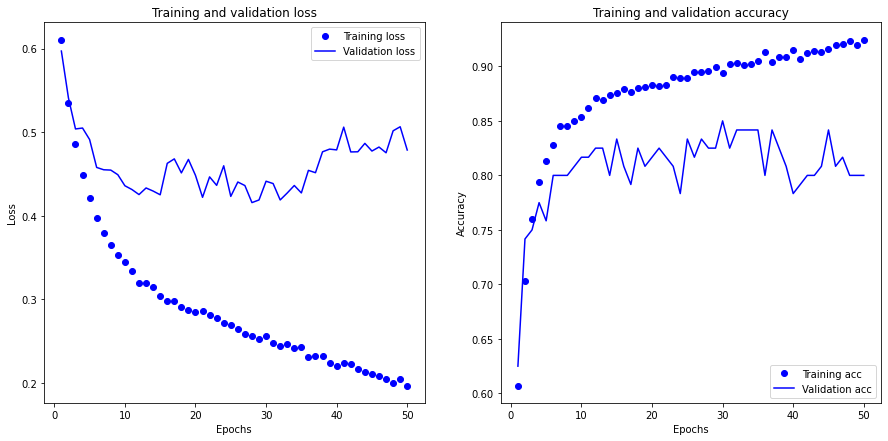 Training and validation loss
Training loss
Validation loss
0.6
0.5
0.4
0.3
0.2
Loss
0
10
20
30
40
50
Epochs
Training and validation accuracy
0.90
0.85
0.80
0.75
0.70
0.65
0.60
Accuracy
Training acc
Validation acc
0
10
20
30
40
50
Epochs